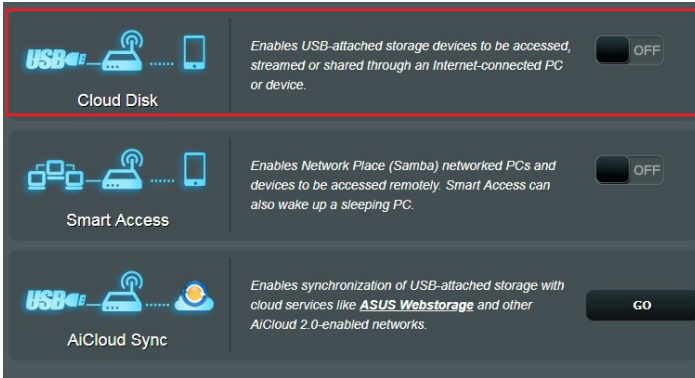 Enables USB-attached storage devices to be accessed,
USB
streamed or shared through an Internet-connected PC
OFF
or device.
Cloud Disk
Enables Network Place (Samba) networked PCs and
devices to be accessed remotely. Smart Access can
OFF
also wake up a sleeping PC.
Smart Access
Enables synchronization of USB-attached storage with
USB
cloud services like ASUS Webstorage and other
GO
AiCloud 2.0-enabled networks.
AiCloud Sync